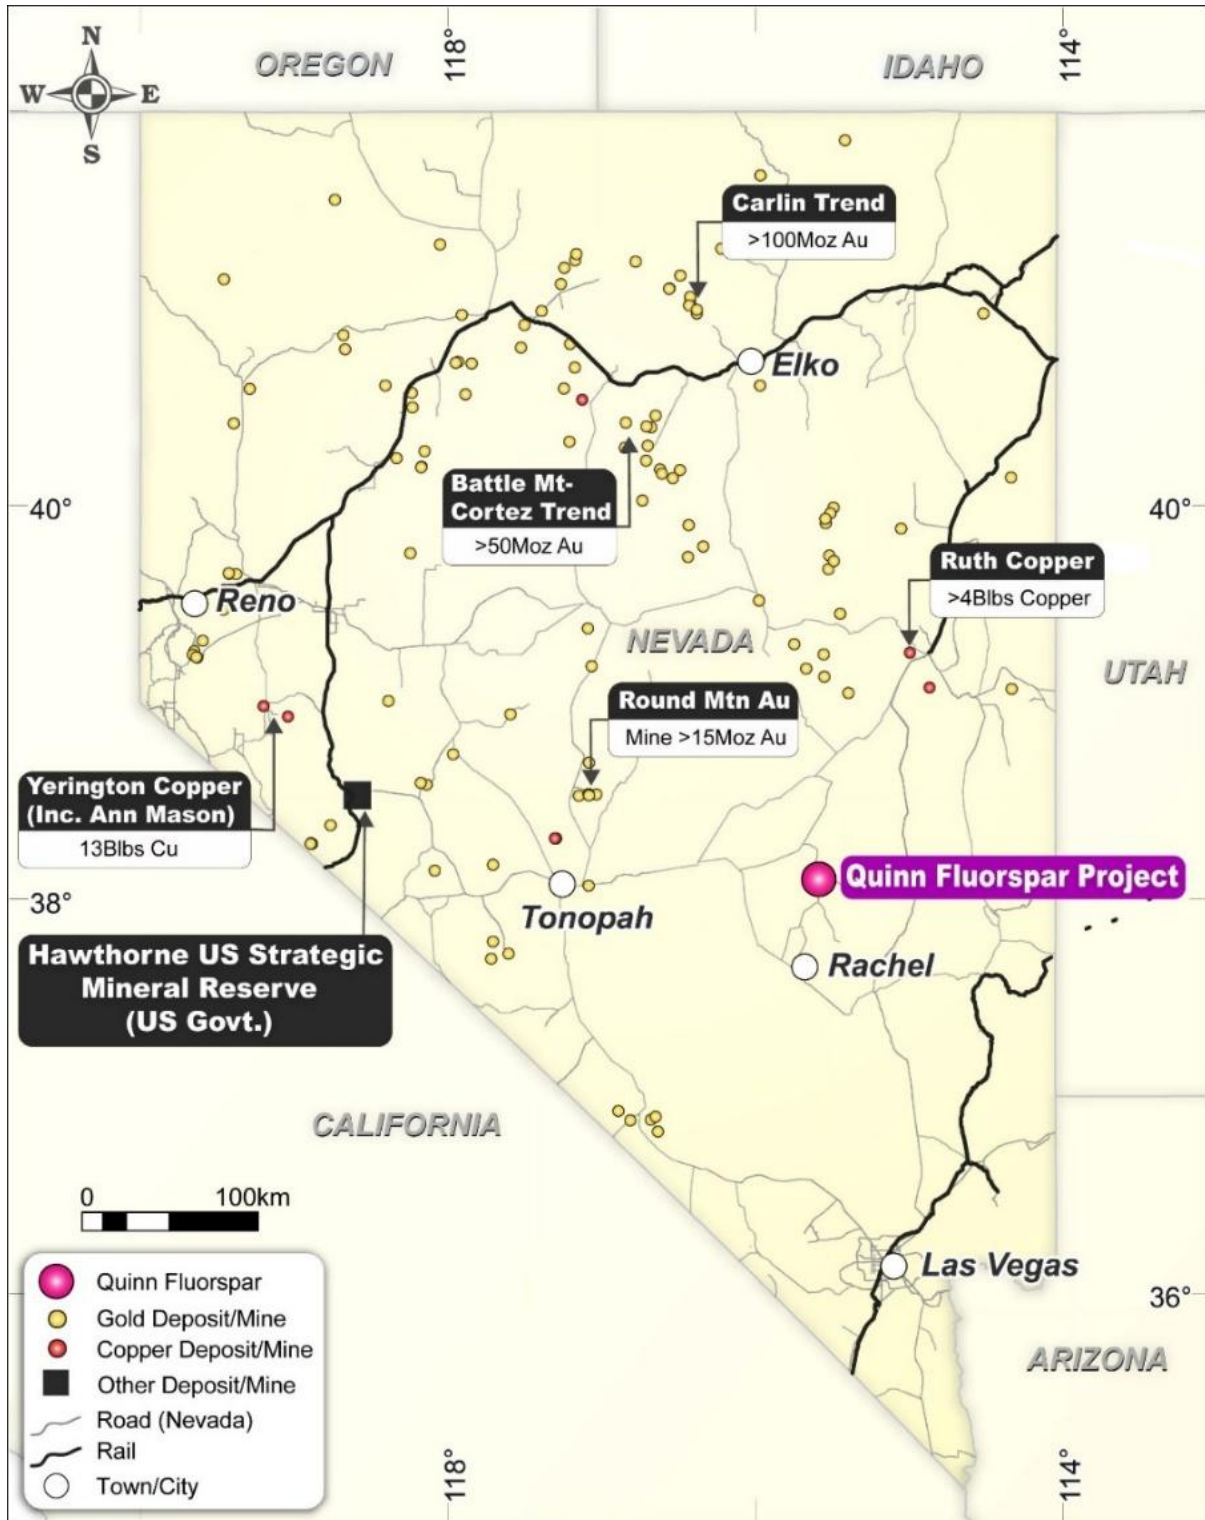 N
W
E
S
OREGON
118°
IDAHO
114°
Carlin Trend
>100Moz Au
Elko
Battle Mt-
Cortez Trend
>50Moz Au
40°
40°
Ruth Copper
>4Blbs Copper
Reno
NEVADA
UTAH
Round Mtn Au
Mine >15Moz Au
Yerington Copper
(Inc. Ann Mason)
13Blbs Cu
Quinn Fluorspar Project
38°
Tonopah
Rachel
Hawthorne US Strategic
Mineral Reserve
(US Govt.)
CALIFORNIA
0
100km
Las Vegas
36°
ARIZONA
Quinn Fluorspar
Gold Deposit/Mine
Copper Deposit/Mine
Other Deposit/Mine
Road (Nevada)
Rail
Town/City
118°
114°